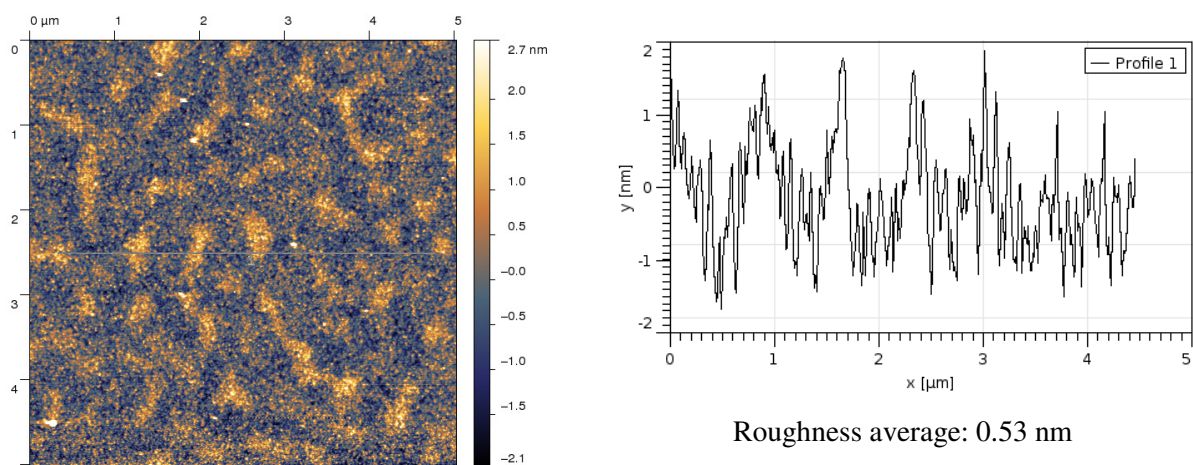 0 µm 1 2 3 4 5
0
1
2
3
4
2.7 nm
2.0
1.5
1.0
0.5
−0.0
−0.5
−1.0
−1.5
−2.1
Profile 1
2
1
0
-1
-2
y [nm]
0 1 2 3 4 5
x [µm]
Roughness average: 0.53 nm